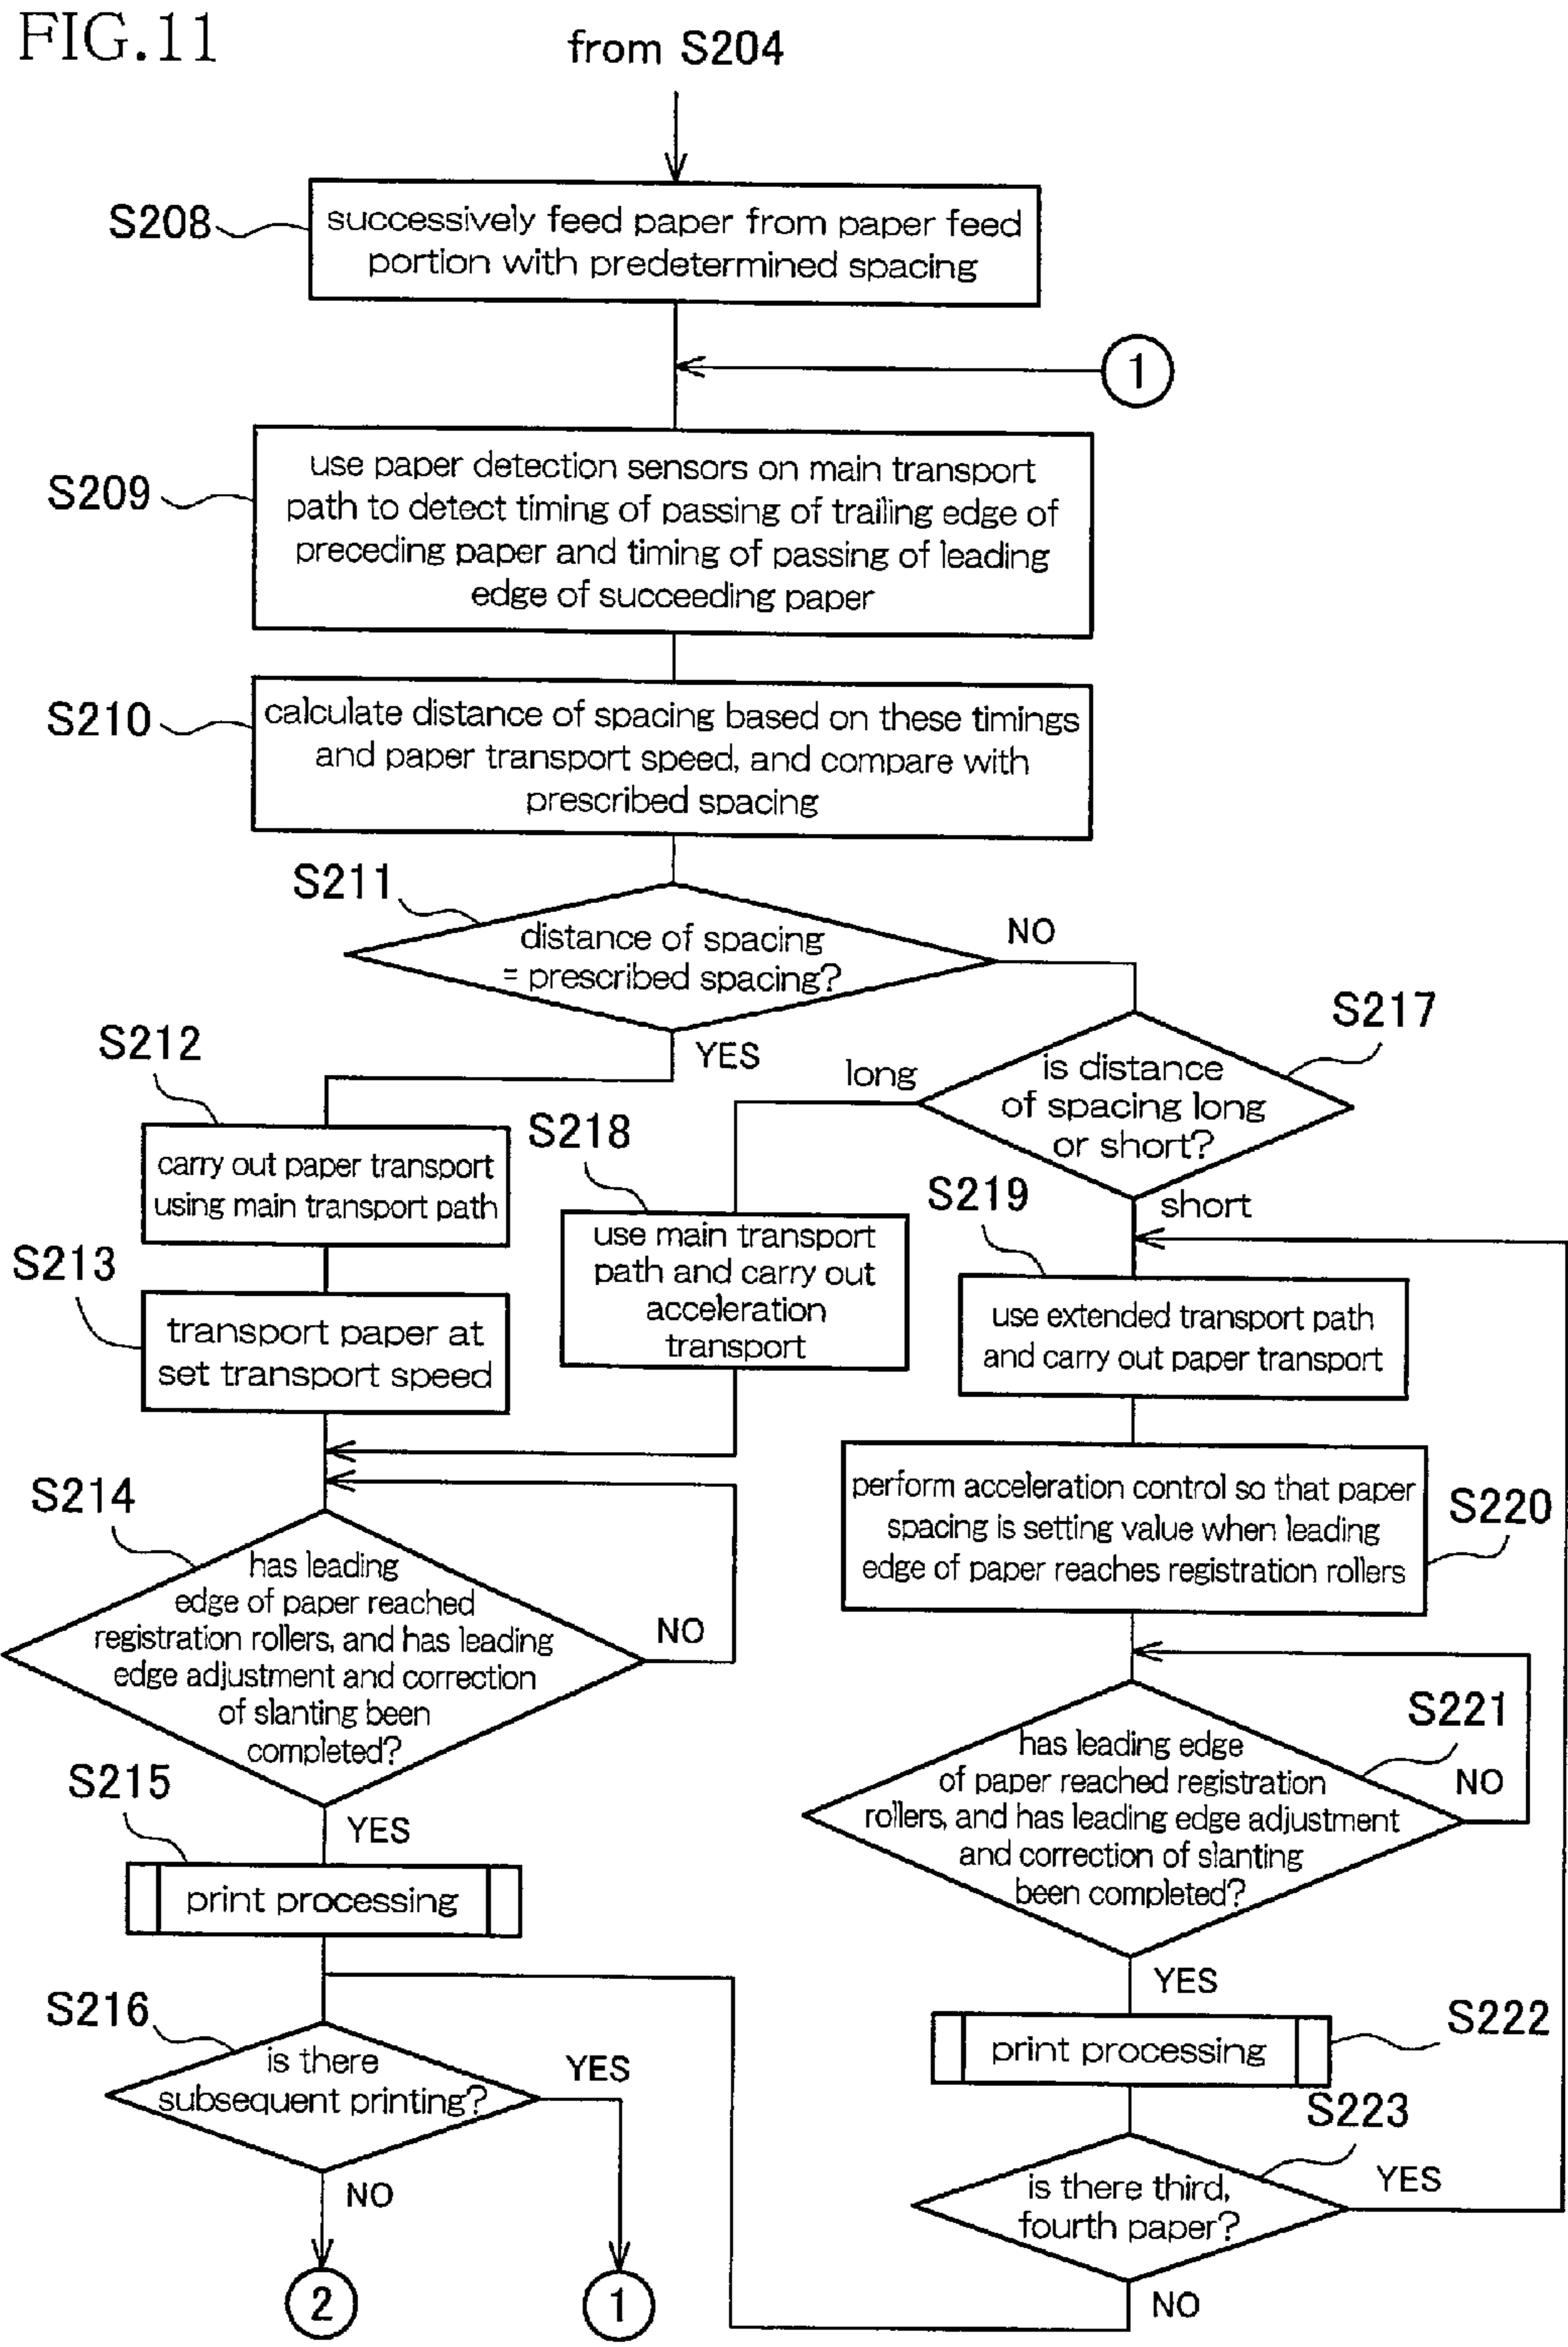 FIG.11
from S204
S208
successively feed paper from paper feed
portion with predetermined spacing
1
S209
use paper detection sensors on main transport
path to detect timing of passing of trailing edge of
preceding paper and timing of passing of leading
edge of succeeding paper
S210
calculate distance of spacing based on these timings
and paper transport speed, and compare with
prescribed spacing
S211
distance of spacing
= prescribed spacing?
NO
YES
S217
is distance
of spacing long
or short?
long
short
S212
carry out paper transport
using main transport path
S213
transport paper at
set transport speed
S218
use main transport
path and carry out
acceleration
transport
S219
use extended transport path
and carry out paper transport
S220
perform acceleration control so that paper
spacing is setting value when leading
edge of paper reaches registration rollers
S214
has leading
edge of paper reached
registration rollers, and has leading
edge adjustment and correction
of slanting been
completed?
NO
YES
S221
has leading edge
of paper reached registration
rollers, and has leading edge adjustment
and correction of slanting
been completed?
NO
YES
S215
print processing
S222
print processing
S216
is there
subsequent printing?
YES
NO
S223
is there third,
fourth paper?
YES
NO
2
1